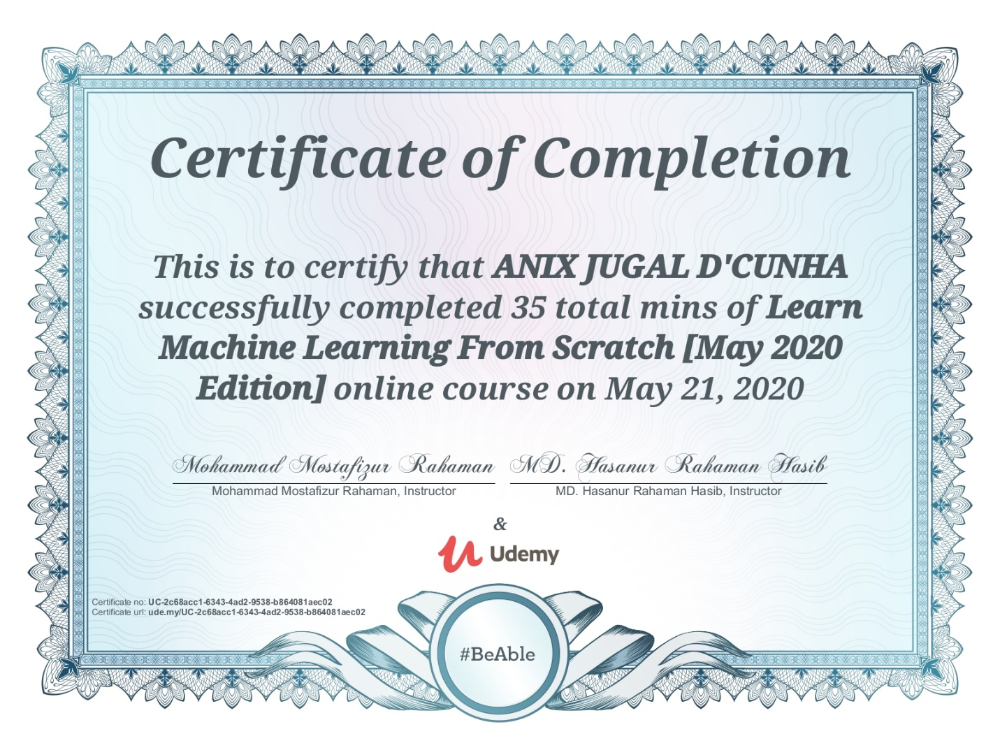 Certificate of Completion
This is to certify that ANIX JUGAL D'CUNHA
successfully completed 35 total mins of Learn
Machine Learning From Scratch [May 2020
Edition] online course on May 21, 2020
Mohammad Mostafizur Rahaman MD. Hasanur Rahaman Hasib
Mohammad Mostafizur Rahaman, Instructor MD. Hasanur Rahaman Hasib, Instructor
&
Udemy
Certificate no: UC-2c68acc1-6343-4ad2-9538-b864081aec02
Certificate url: ude.my/UC-2c68acc1-6343-4ad2-9538-b864081aec02
#BeAble